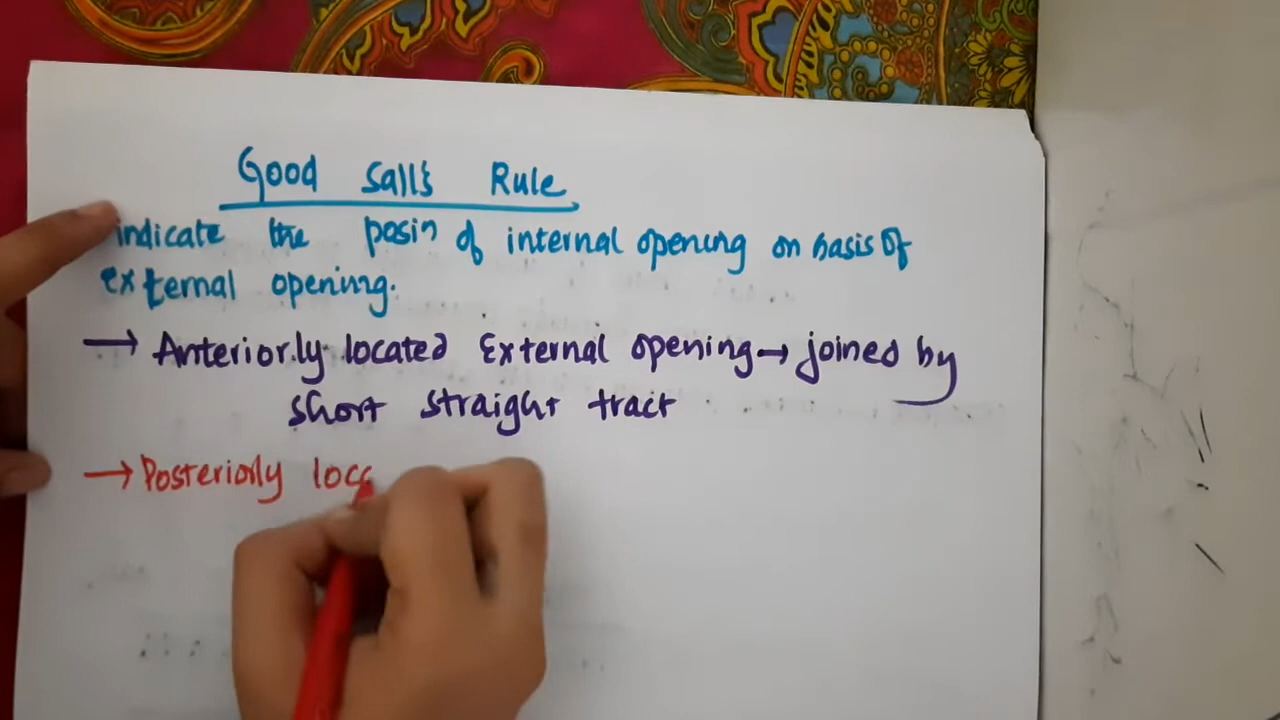 Good Salls Rule
indicate the posin of internal opening on basis of
external opening.
→ Anteriorly located External opening → joined by
short straight tract
→ Posteriorly loca